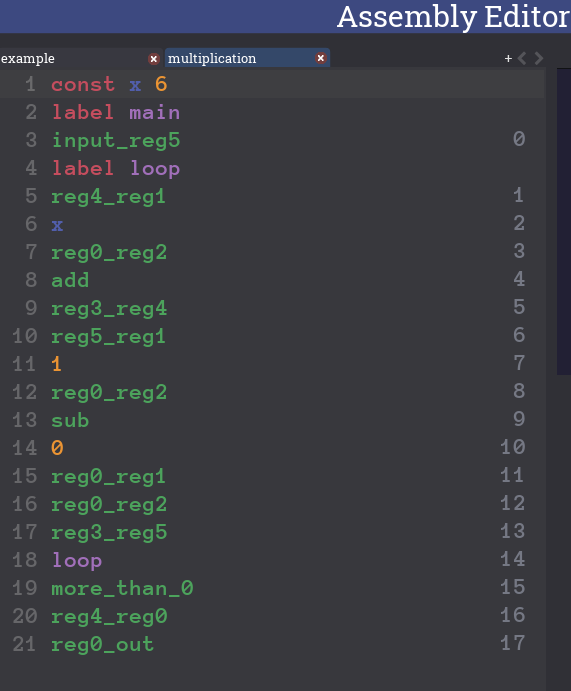 Assembly Editor
example × multiplication × + < >
1 const x 6
2 label main
3 input_reg5 0
4 label loop
5 reg4_reg1 1
6 x 2
7 reg0_reg2 3
8 add 4
9 reg3_reg4 5
10 reg5_reg1 6
11 1 7
12 reg0_reg2 8
13 sub 9
14 0 10
15 reg0_reg1 11
16 reg0_reg2 12
17 reg3_reg5 13
18 loop 14
19 more_than_0 15
20 reg4_reg0 16
21 reg0_out 17